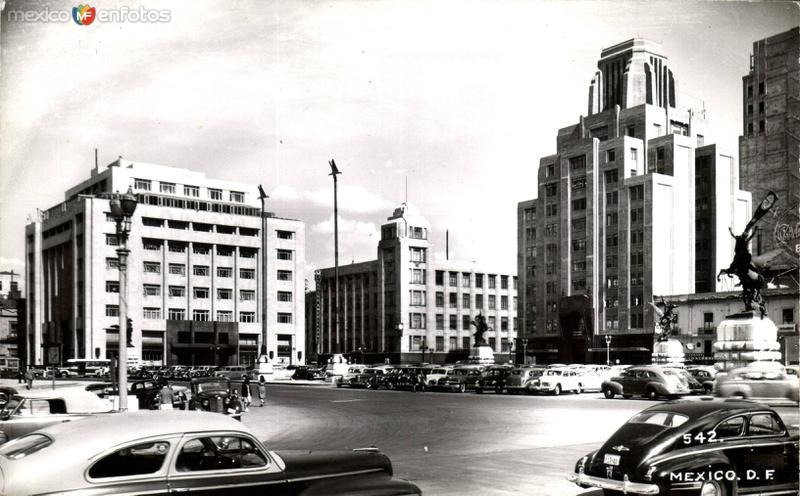 mexico en fotos
542.
MEXICO. D. F.